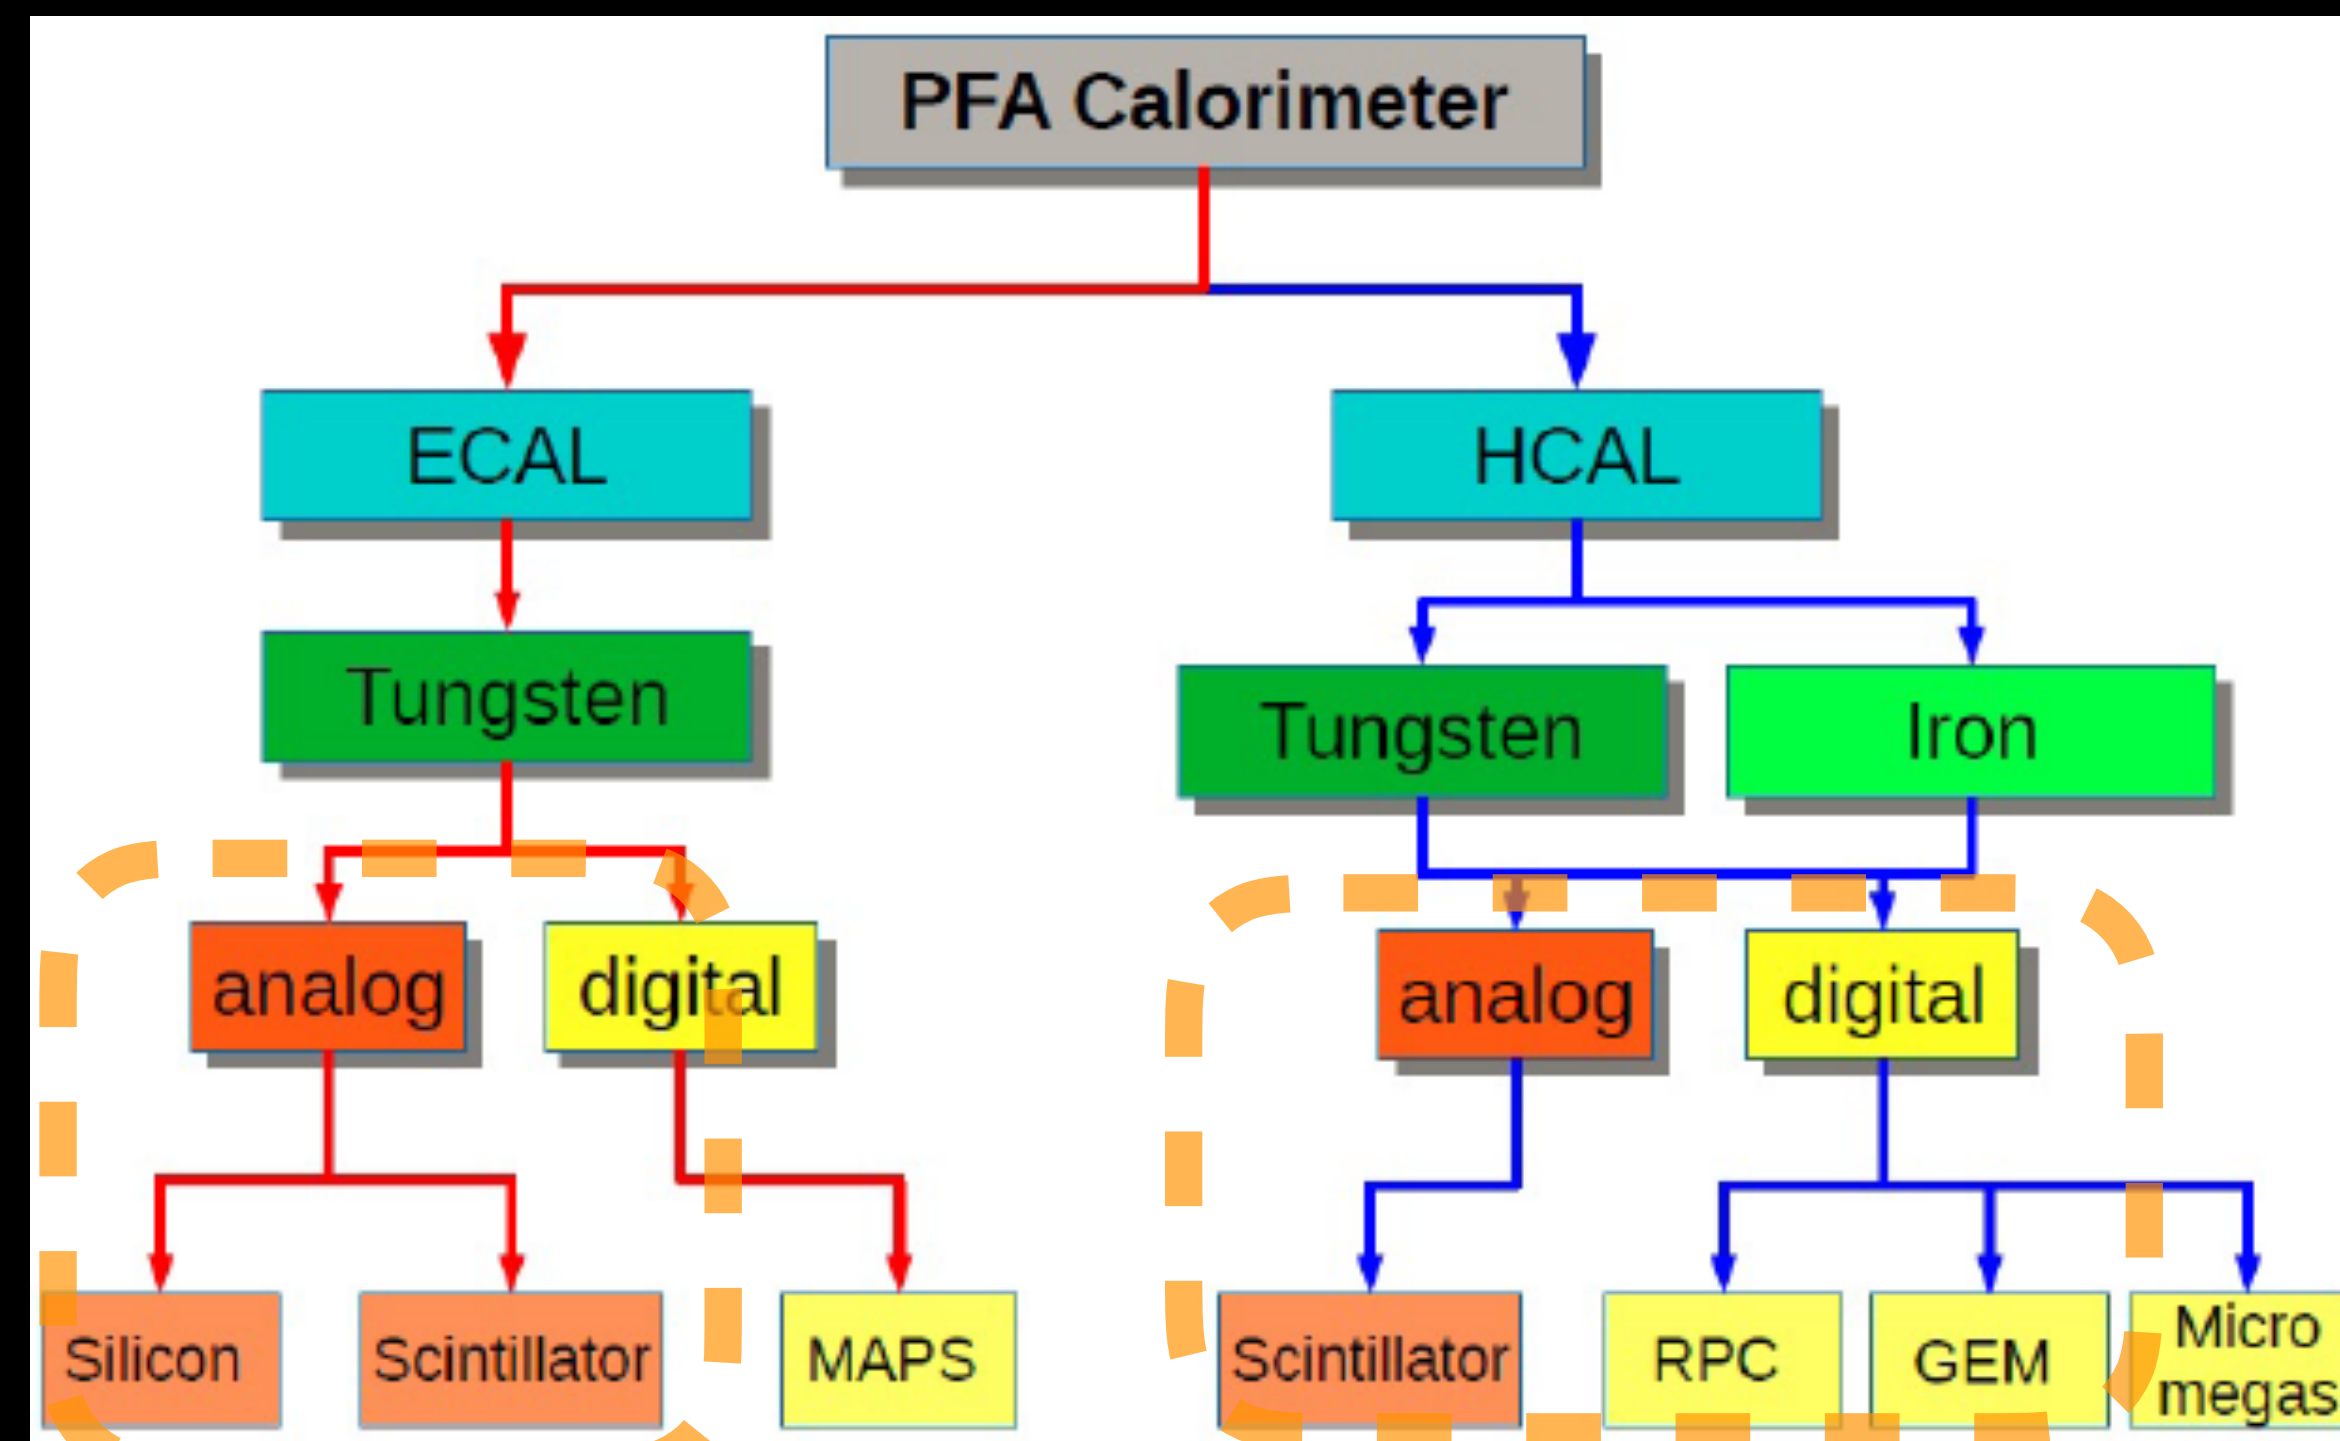 PFA Calorimeter
ECAL
HCAL
Tungsten
Tungsten
Iron
analog
digital
analog
digital
Silicon
Scintillator
MAPS
Scintillator
RPC
GEM
Micro
megas